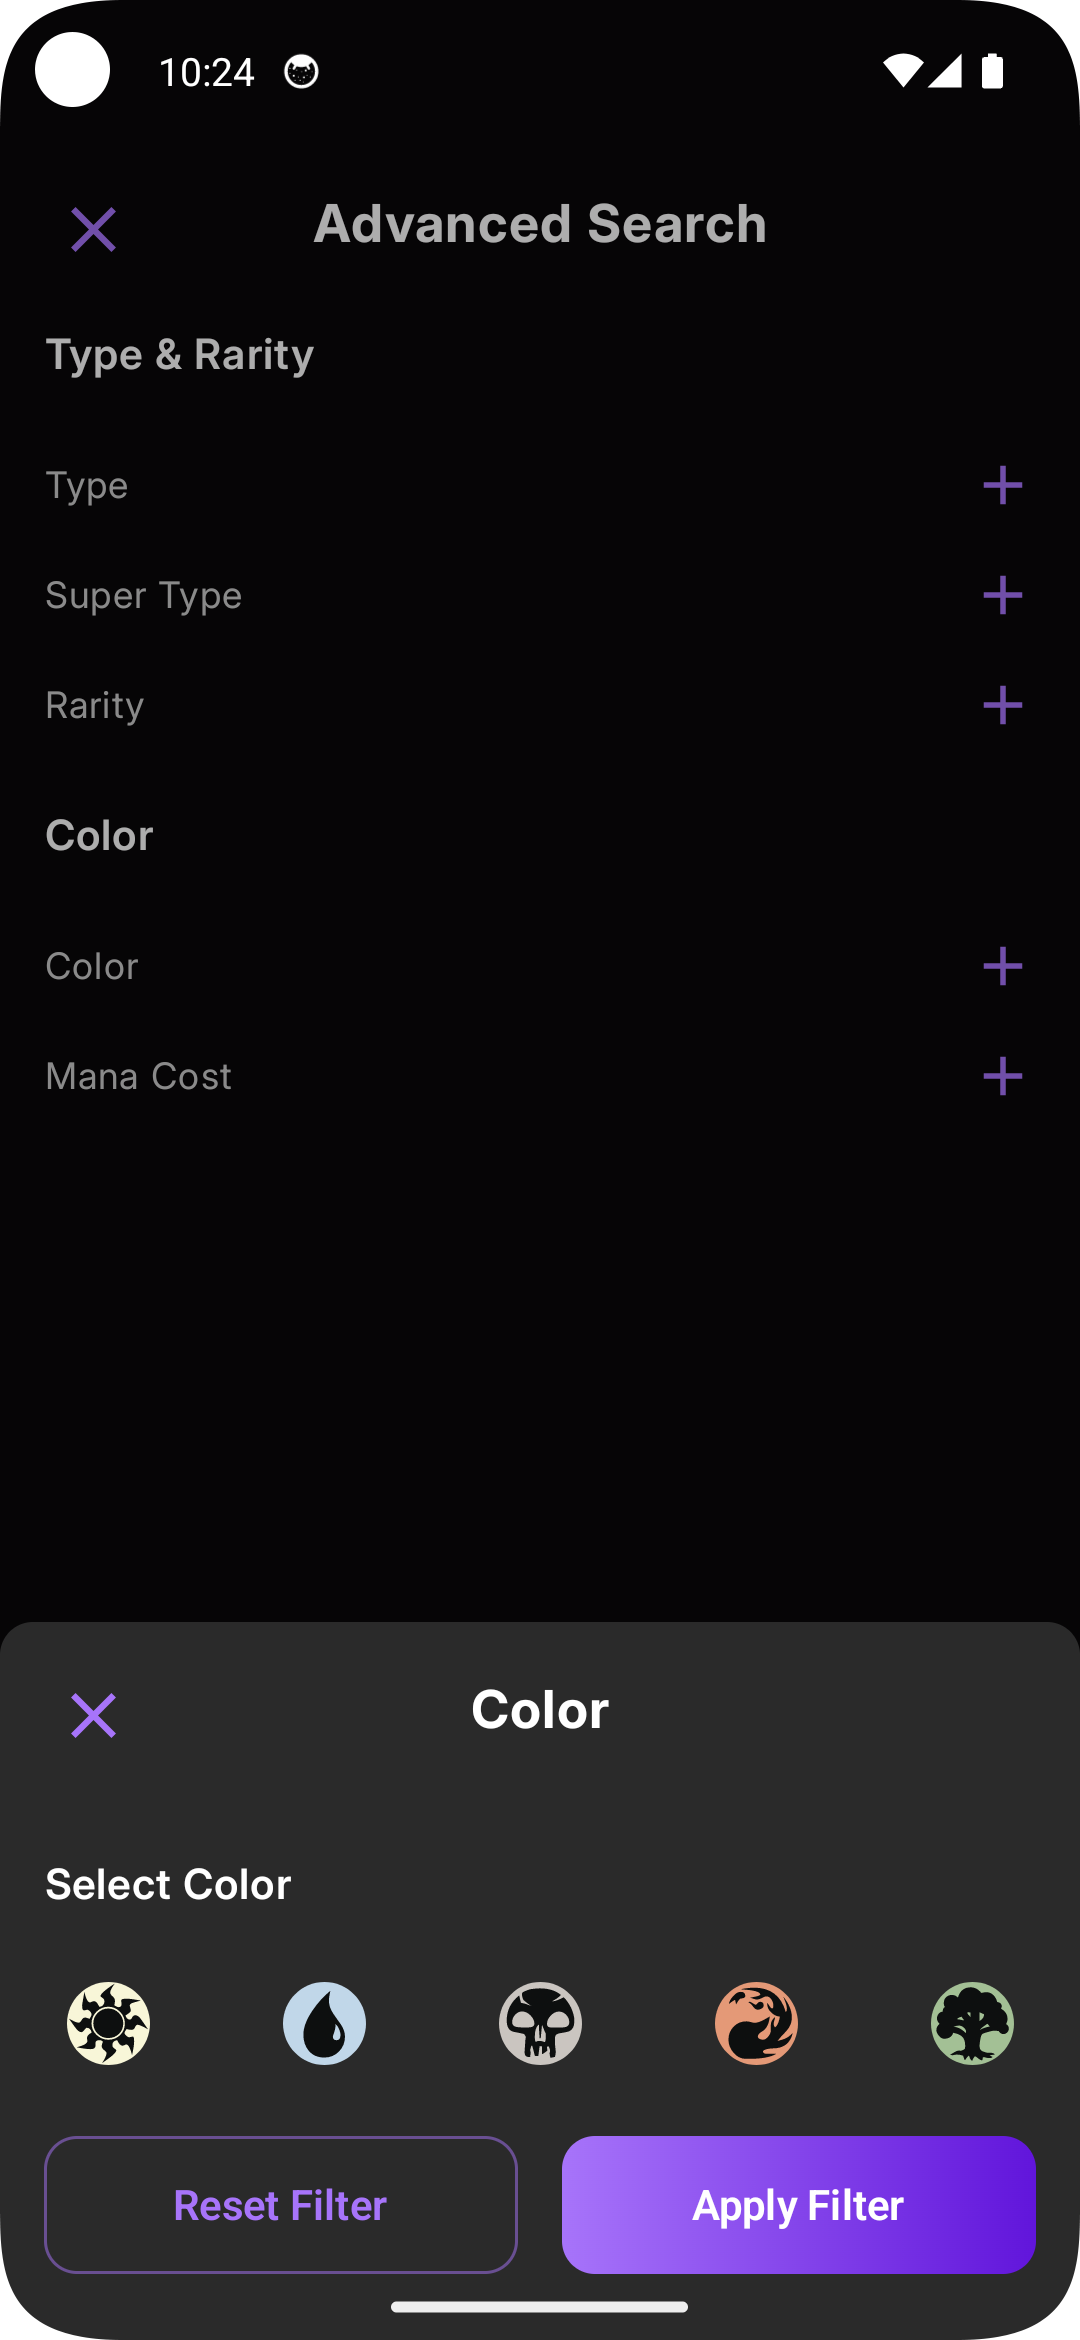 10:24
Advanced Search
Type & Rarity
Type
Super Type
Rarity
Color
Color
Mana Cost
Color
Select Color
Reset Filter
Apply Filter